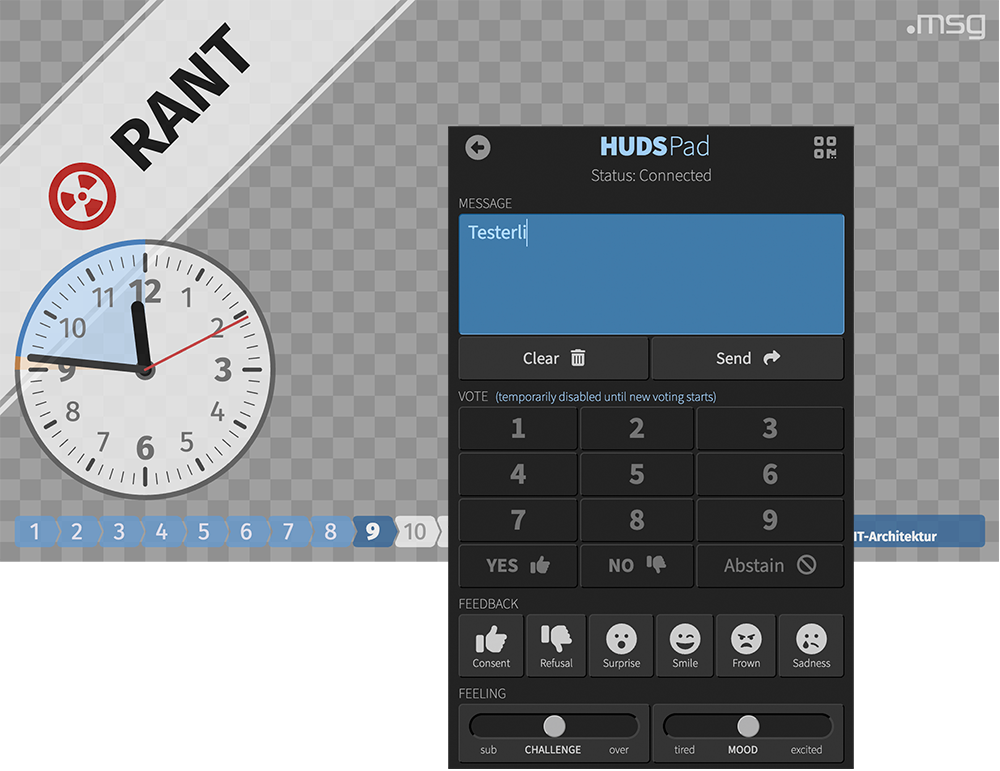 .msg
RANT
HUDS Pad
Status: Connected
MESSAGE
Testerli
Clear
Send
VOTE (temporarily disabled until new voting starts)
1 2 3
4 5 6
7 8 9
YES NO Abstain
FEEDBACK
Consent Refusal Surprise Smile Frown Sadness
FEELING
sub CHALLENGE over
tired MOOD excited
12
11 1
10 2
9 3
8 4
7 5
6
1 2 3 4 5 6 7 8 9 10
IT-Architektur